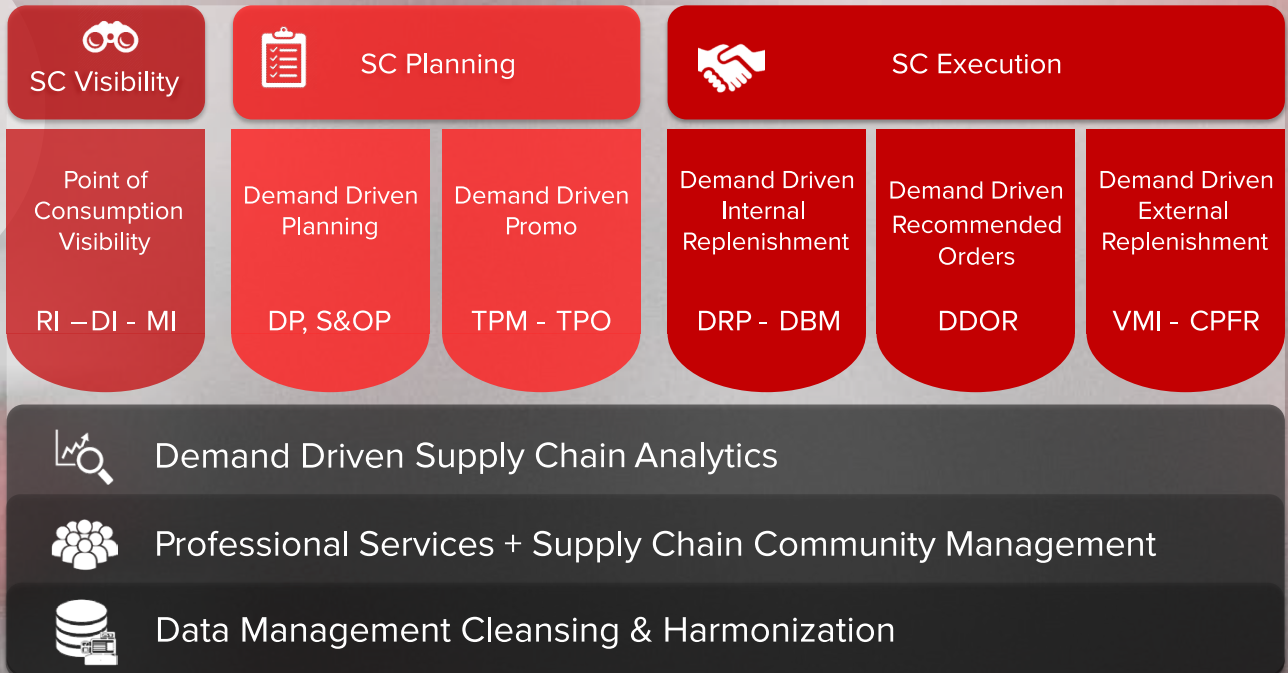 SC Visibility
SC Planning
SC Execution
Point of
Consumption
Visibility
RI –DI - MI
Demand Driven
Planning
DP, S&OP
Demand Driven
Promo
TPM - TPO
Demand Driven
Internal
Replenishment
DRP - DBM
Demand Driven
Recommended
Orders
DDOR
Demand Driven
External
Replenishment
VMI - CPFR
Demand Driven Supply Chain Analytics
Professional Services + Supply Chain Community Management
Data Management Cleansing & Harmonization